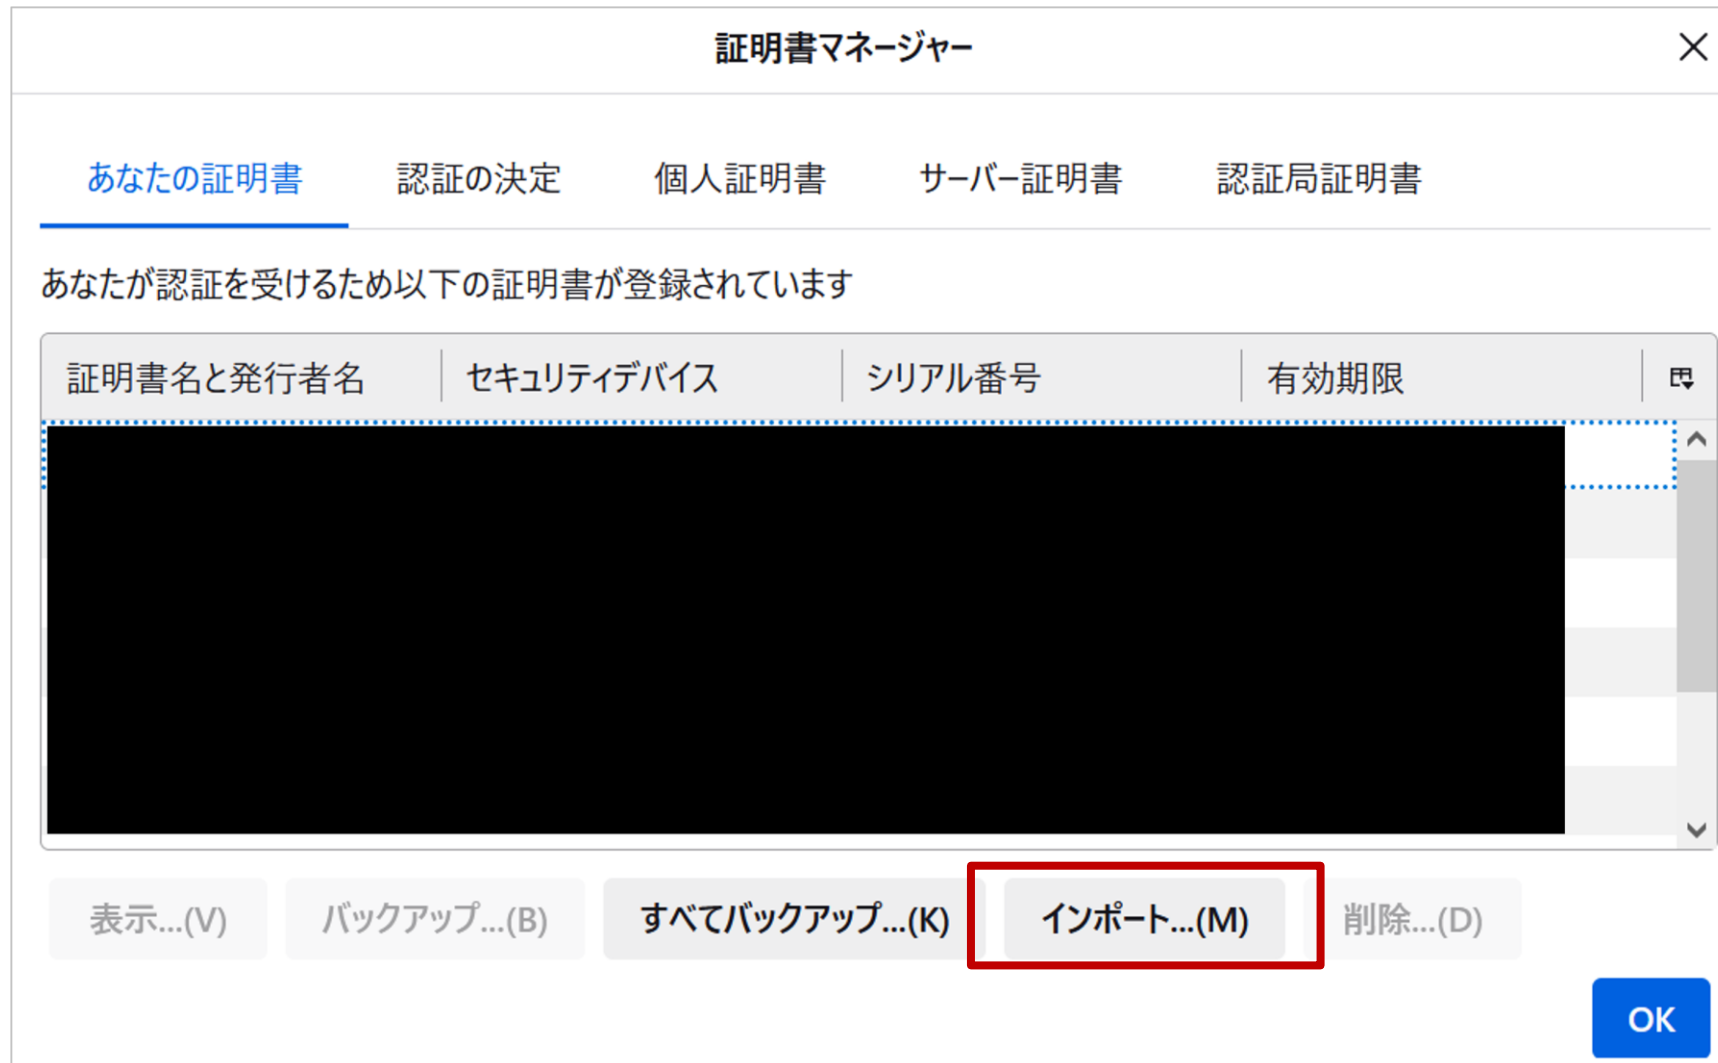 証明書マネージャー
あなたの証明書 認証の決定 個人証明書 サーバー証明書 認証局証明書
あなたが認証を受けるため以下の証明書が登録されています
証明書名と発行者名 セキュリティデバイス シリアル番号 有効期限
表示...(V) バックアップ...(B) すべてバックアップ...(K) インポート...(M) 削除...(D)
OK